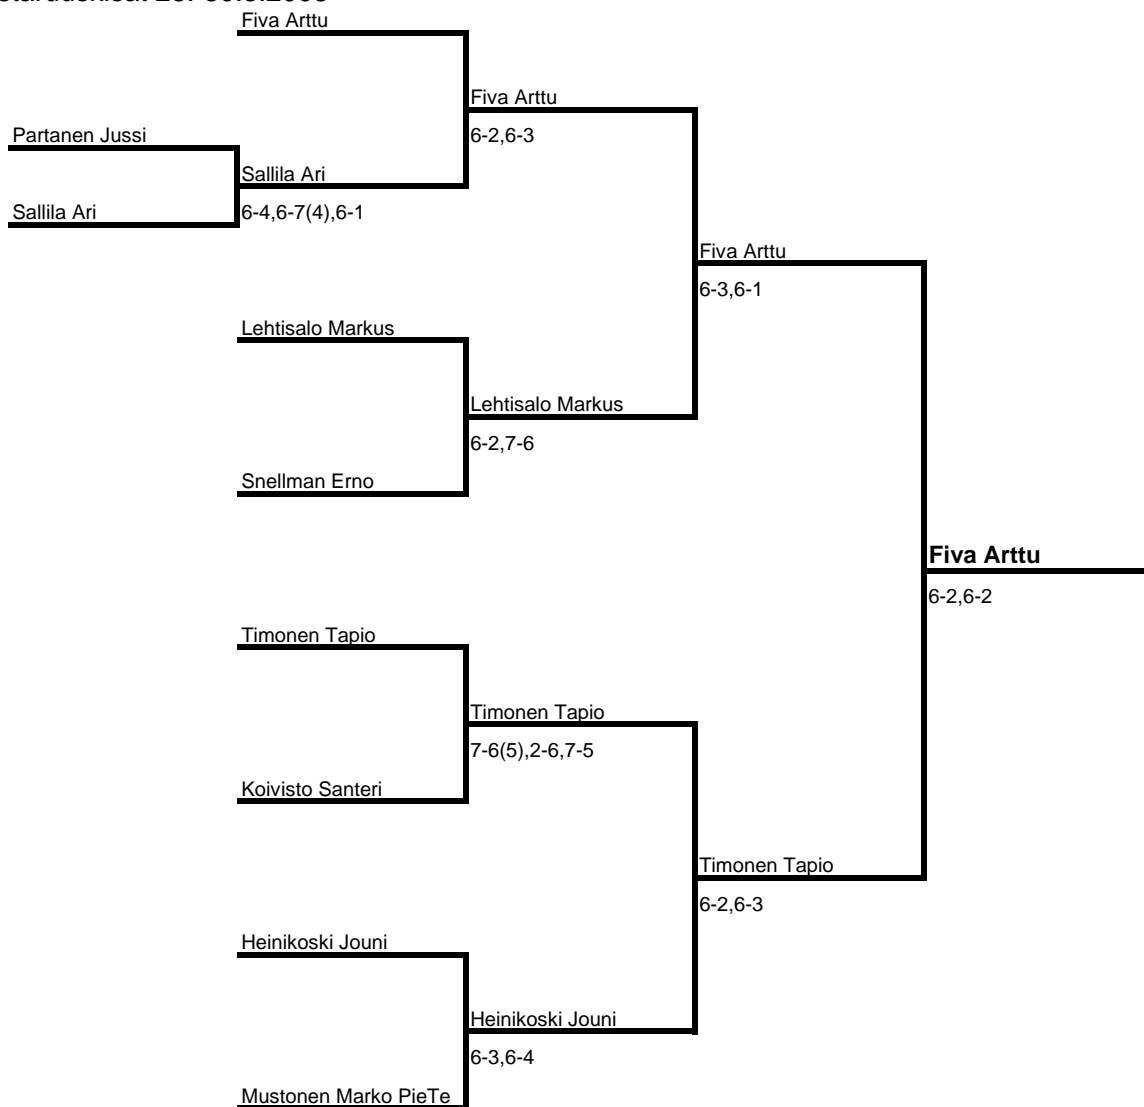 Fiva Arttu
Fiva Arttu
Partanen Jussi
6-2,6-3
Sallila Ari
Sallila Ari
6-4,6-7(4),6-1
Fiva Arttu
6-3,6-1
Lehtisalo Markus
Lehtisalo Markus
6-2,7-6
Snellman Erno
Fiva Arttu
6-2,6-2
Timonen Tapio
Timonen Tapio
7-6(5),2-6,7-5
Koivisto Santeri
Timonen Tapio
6-2,6-3
Heinikoski Jouni
Heinikoski Jouni
6-3,6-4
Mustonen Marko PieTe